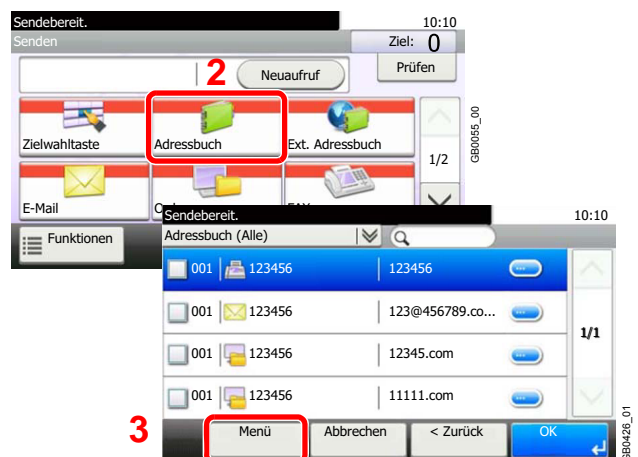 Sendebereit. 10:10
Senden Ziel: 0
2 Neuaufruf Prüfen
Zielwahltaste Adressbuch Ext. Adressbuch
1/2
E-Mail
Funktionen
GB0055_00
Sendebereit. 10:10
Adressbuch (Alle)
001 123456 123456
001 123456 123@456789.co...
1/1
001 123456 12345.com
001 123456 11111.com
3 Menü Abbrechen < Zurück OK
GB0426_01